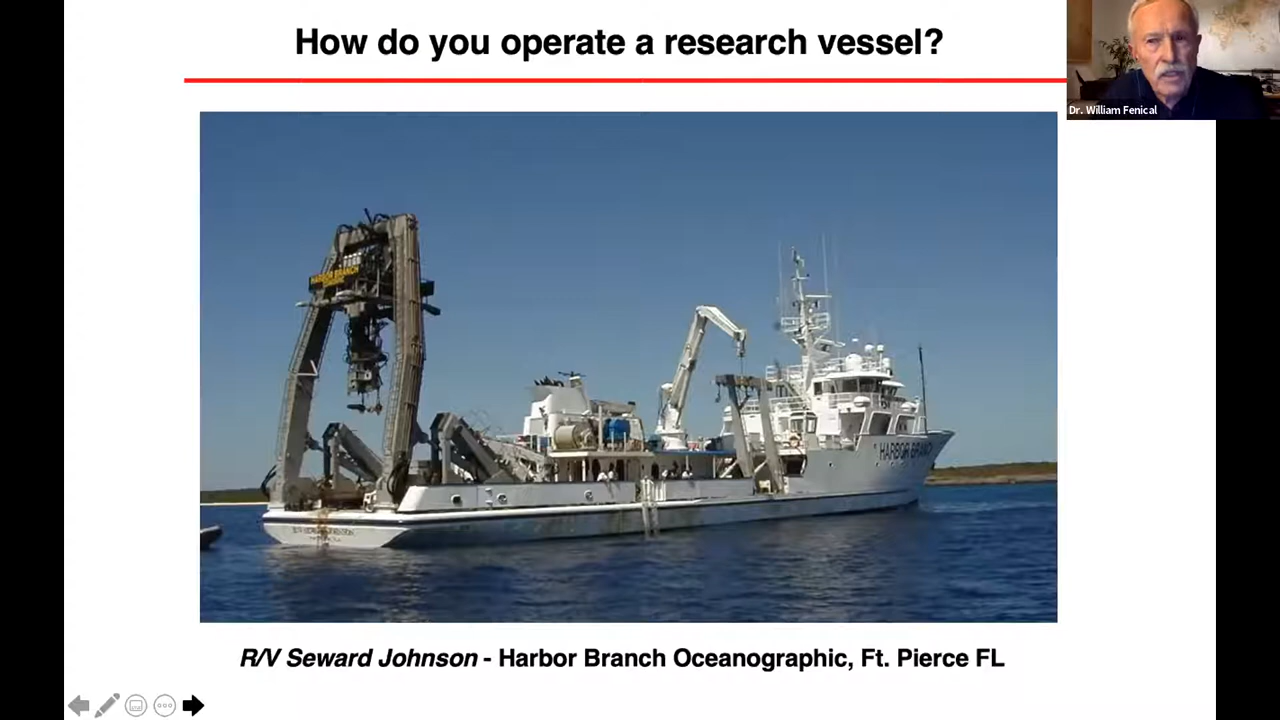 How do you operate a research vessel?
Dr. William Fenical
HARBOR BRANCH
HARBOR BRANCH
R/V Seward Johnson - Harbor Branch Oceanographic, Ft. Pierce FL